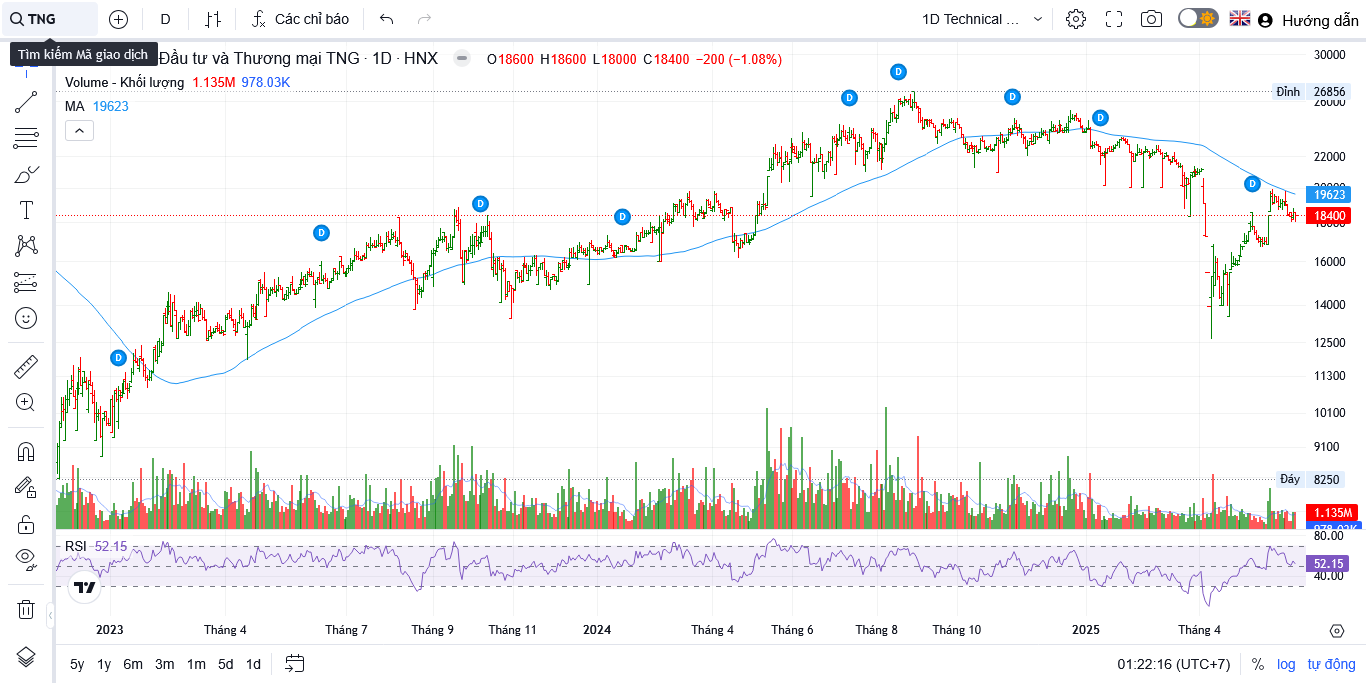 TNG
D
Các chỉ báo
1D Technical ...
Hướng dẫn
Tìm kiếm Mã giao dịch
Đầu tư và Thương mại TNG · 1D · HNX
O18600 H18600 L18000 C18400 −200 (−1.08%)
Volume - Khối lượng 1.135M 978.03K
MA 19623
30000
Đỉnh 26856
26000
22000
20000
19623
18400
18000
16000
14000
12500
11300
10100
9100
Đáy 8250
1.135M
978.03K
D
D
D
D
D
D
D
D
D
RSI 52.15
80.00
52.15
40.00
2023 Tháng 4 Tháng 7 Tháng 9 Tháng 11 2024 Tháng 4 Tháng 6 Tháng 8 Tháng 10 2025 Tháng 4
5y 1y 6m 3m 1m 5d 1d
01:22:16 (UTC+7) % log tự động